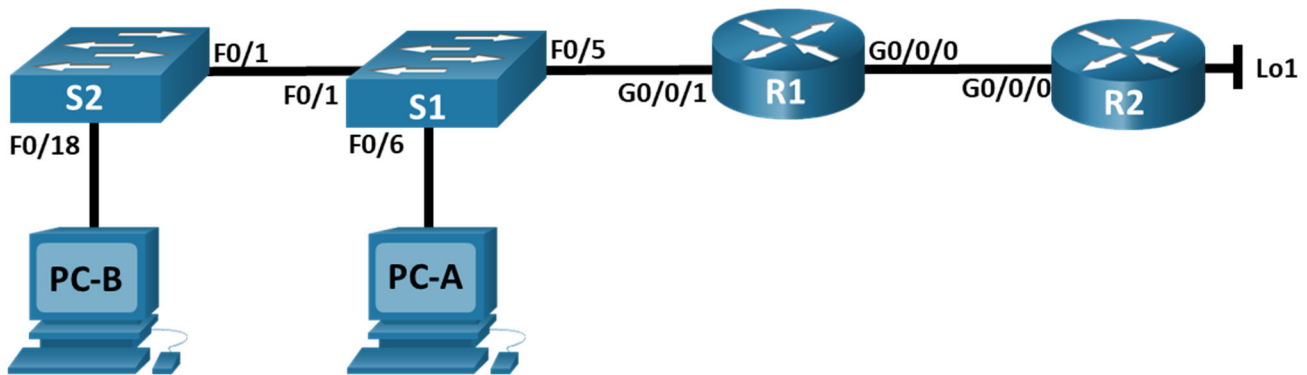 F0/1
F0/5
G0/0/0
Lo1
S2
F0/1
S1
G0/0/1
R1
G0/0/0
R2
F0/18
F0/6
PC-B
PC-A